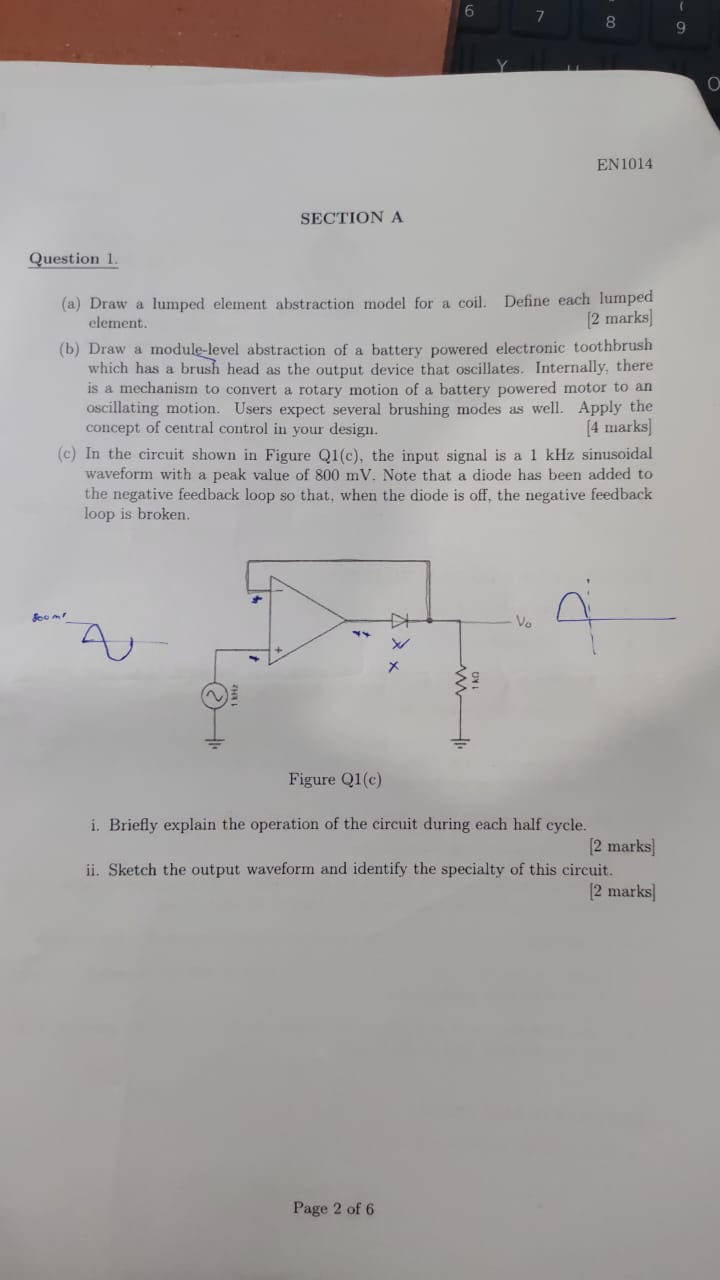 6 7 8 9
Y
O
EN1014
SECTION A
Question 1.
(a) Draw a lumped element abstraction model for a coil. Define each lumped
element. [2 marks]
(b) Draw a module-level abstraction of a battery powered electronic toothbrush
which has a brush head as the output device that oscillates. Internally, there
is a mechanism to convert a rotary motion of a battery powered motor to an
oscillating motion. Users expect several brushing modes as well. Apply the
concept of central control in your design. [4 marks]
(c) In the circuit shown in Figure Q1(c), the input signal is a 1 kHz sinusoidal
waveform with a peak value of 800 mV. Note that a diode has been added to
the negative feedback loop so that, when the diode is off, the negative feedback
loop is broken.
Vo
1 kHz
1 kΩ
Figure Q1(c)
i. Briefly explain the operation of the circuit during each half cycle.
[2 marks]
ii. Sketch the output waveform and identify the specialty of this circuit.
[2 marks]
Page 2 of 6